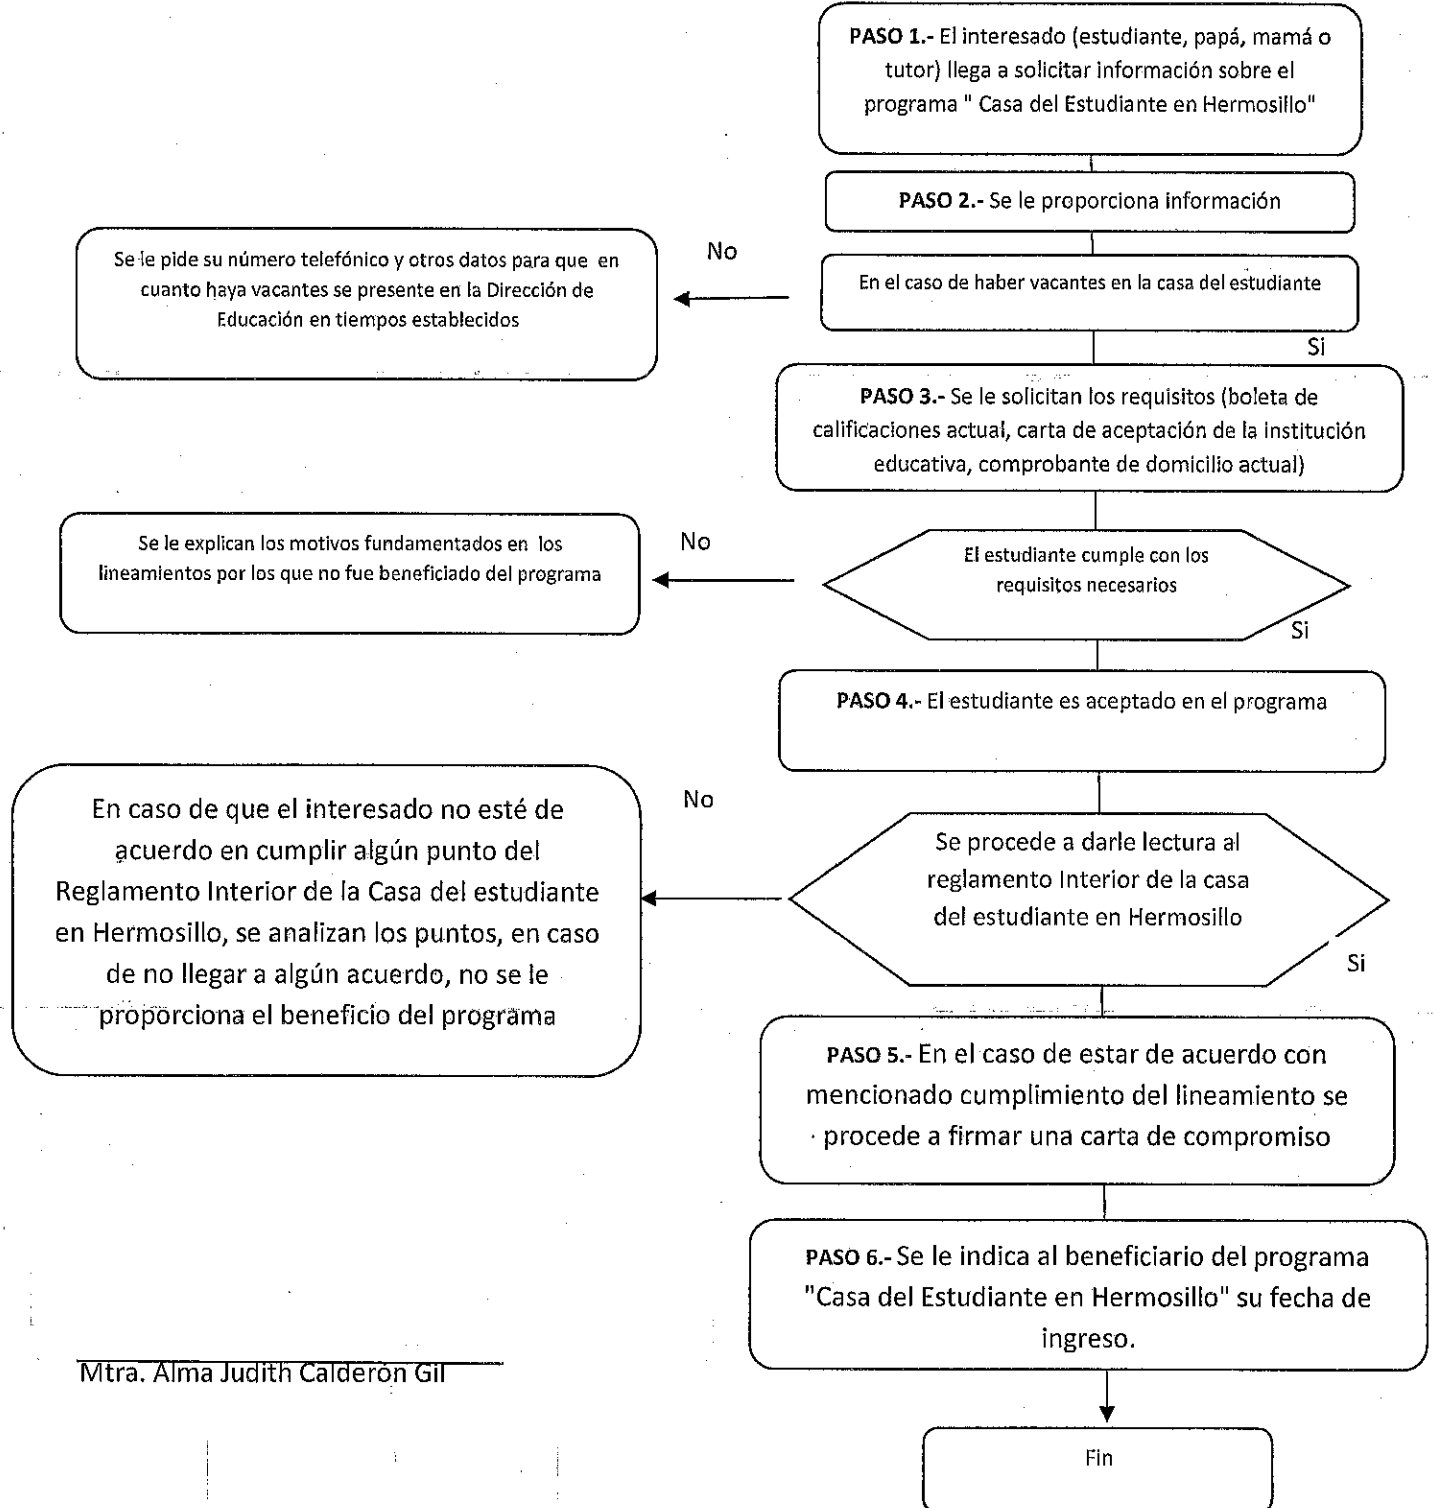 PASO 1.- El interesado (estudiante, papá, mamá o
tutor) llega a solicitar información sobre el
programa " Casa del Estudiante en Hermosillo"
PASO 2.- Se le proporciona información
En el caso de haber vacantes en la casa del estudiante
No
Se le pide su número telefónico y otros datos para que en
cuanto haya vacantes se presente en la Dirección de
Educación en tiempos establecidos
Si
PASO 3.- Se le solicitan los requisitos (boleta de
calificaciones actual, carta de aceptación de la institución
educativa, comprobante de domicilio actual)
El estudiante cumple con los
requisitos necesarios
No
Se le explican los motivos fundamentados en los
lineamientos por los que no fue beneficiado del programa
Si
PASO 4.- El estudiante es aceptado en el programa
Se procede a darle lectura al
reglamento Interior de la casa
del estudiante en Hermosillo
No
En caso de que el interesado no esté de
acuerdo en cumplir algún punto del
Reglamento Interior de la Casa del estudiante
en Hermosillo, se analizan los puntos, en caso
de no llegar a algún acuerdo, no se le
proporciona el beneficio del programa
Si
PASO 5.- En el caso de estar de acuerdo con
mencionado cumplimiento del lineamiento se
procede a firmar una carta de compromiso
PASO 6.- Se le indica al beneficiario del programa
"Casa del Estudiante en Hermosillo" su fecha de
ingreso.
Mtra. Alma Judith Calderón Gil
Fin